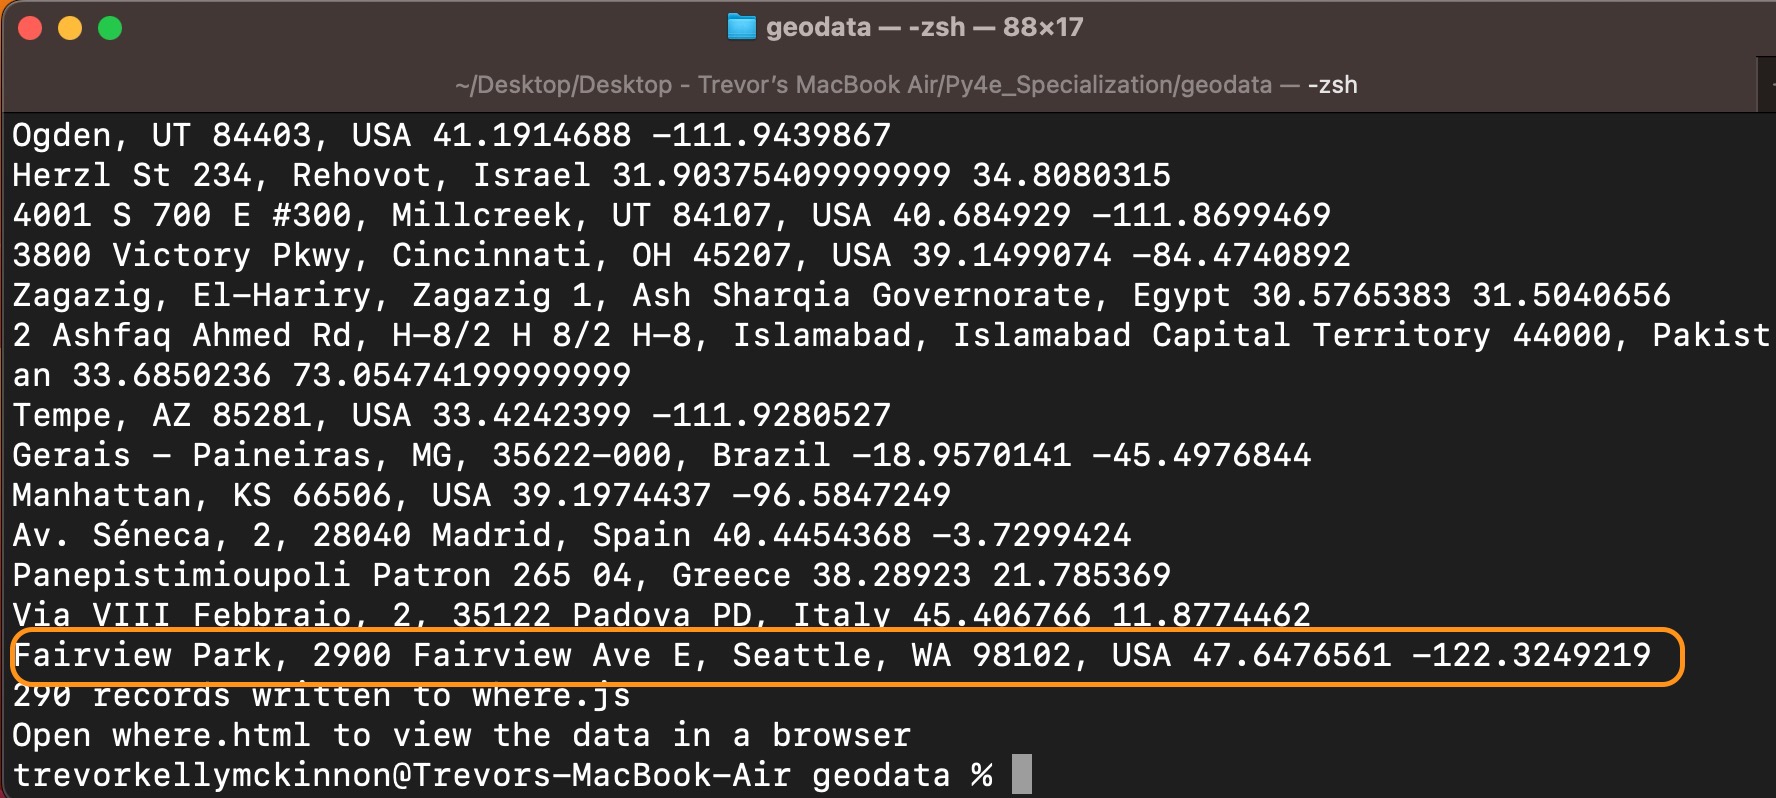 geodata — -zsh — 88×17
~/Desktop/Desktop - Trevor’s MacBook Air/Py4e_Specialization/geodata — -zsh
Ogden, UT 84403, USA 41.1914688 -111.9439867
Herzl St 234, Rehovot, Israel 31.90375409999999 34.8080315
4001 S 700 E #300, Millcreek, UT 84107, USA 40.684929 -111.8699469
3800 Victory Pkwy, Cincinnati, OH 45207, USA 39.1499074 -84.4740892
Zagazig, El-Hariry, Zagazig 1, Ash Sharqia Governorate, Egypt 30.5765383 31.5040656
2 Ashfaq Ahmed Rd, H-8/2 H 8/2 H-8, Islamabad, Islamabad Capital Territory 44000, Pakist
an 33.6850236 73.05474199999999
Tempe, AZ 85281, USA 33.4242399 -111.9280527
Gerais - Paineiras, MG, 35622-000, Brazil -18.9570141 -45.4976844
Manhattan, KS 66506, USA 39.1974437 -96.5847249
Av. Séneca, 2, 28040 Madrid, Spain 40.4454368 -3.7299424
Panepistimioupoli Patron 265 04, Greece 38.28923 21.785369
Via VIII Febbraio, 2, 35122 Padova PD, Italy 45.406766 11.8774462
Fairview Park, 2900 Fairview Ave E, Seattle, WA 98102, USA 47.6476561 -122.3249219
290 records written to where.js
Open where.html to view the data in a browser
trevorkellymckinnon@Trevors-MacBook-Air geodata %